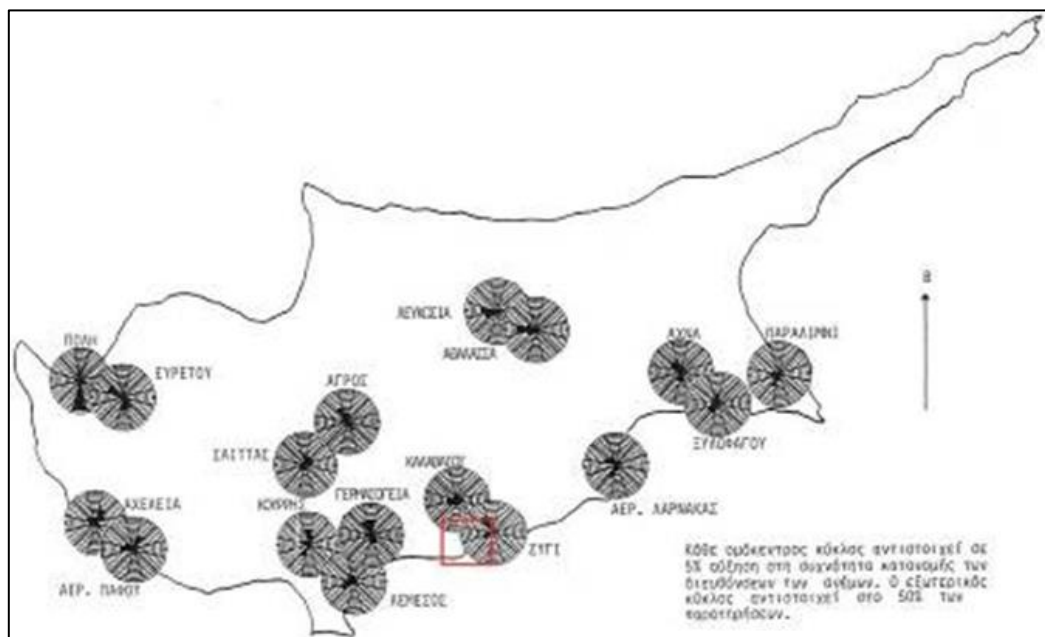 Β
ΛΕΥΚΩΣΙΑ
ΑΘΑΛΑΣΣΑ
ΑΧΝΑ
ΠΑΡΑΛΙΜΝΙ
ΠΟΛΗ
ΕΥΡΕΤΟΥ
ΑΓΡΟΣ
ΞΥΛΟΦΑΓΟΥ
ΣΑΙΤΤΑΣ
ΚΑΛΑΒΑΣΟΣ
ΓΕΡΜΑΣΟΓΕΙΑ
ΑΧΕΛΕΙΑ
ΚΟΥΡΡΗΣ
ΑΕΡ. ΛΑΡΝΑΚΑΣ
ΖΥΓΙ
ΑΕΡ. ΠΑΦΟΥ
ΛΕΜΕΣΟΣ
Κάθε ομόκεντρος κύκλος αντιστοιχεί σε
5% αύξηση στη συχνότητα κατανομής των
διευθύνσεων των ανέμων. Ο εξωτερικός
κύκλος αντιστοιχεί στο 50% των
παρατηρήσεων.